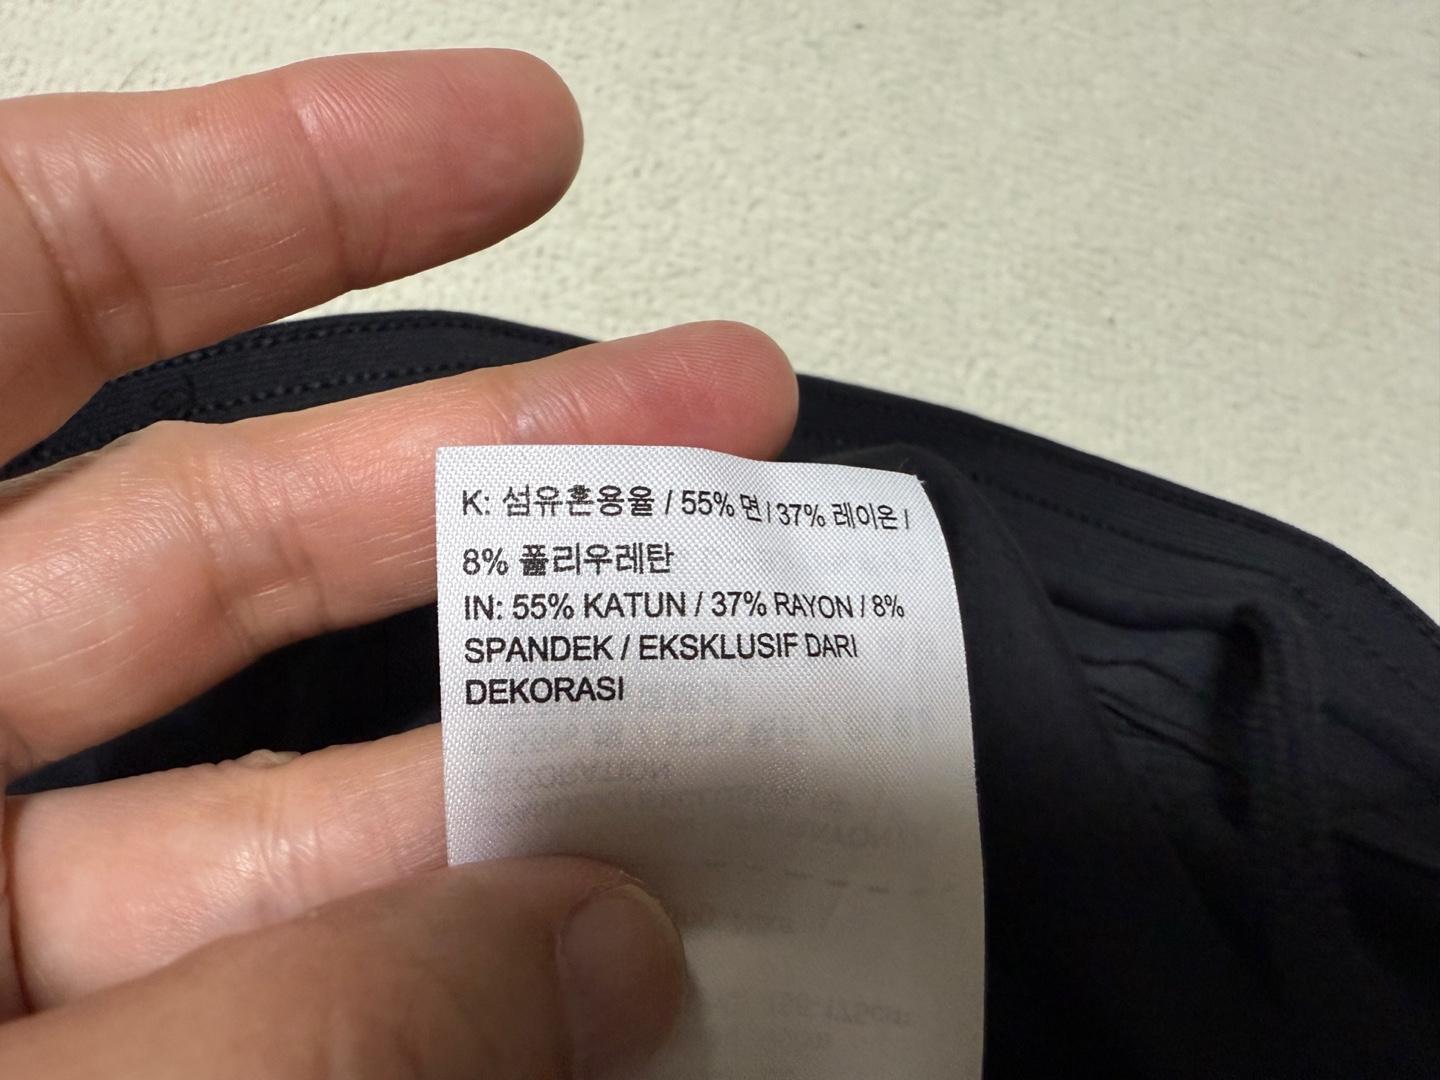 K: 섬유혼용율 / 55% 면 / 37% 레이온 /
8% 폴리우레탄
IN: 55% KATUN / 37% RAYON / 8%
SPANDEK / EKSKLUSIF DARI
DEKORASI